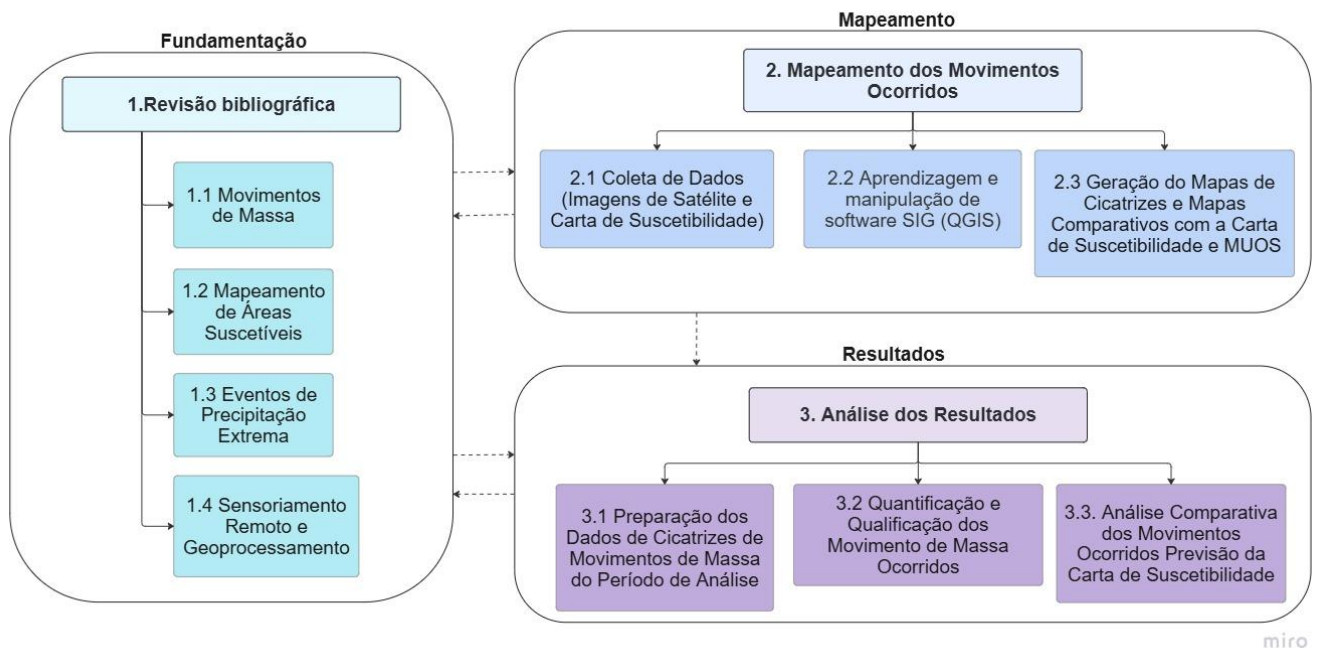 Fundamentação
1.Revisão bibliográfica
1.1 Movimentos
de Massa
1.2 Mapeamento
de Áreas
Suscetíveis
1.3 Eventos de
Precipitação
Extrema
1.4 Sensoriamento
Remoto e
Geoprocessamento
Mapeamento
2. Mapeamento dos Movimentos
Ocorridos
2.1 Coleta de Dados
(Imagens de Satélite e
Carta de Suscetibilidade)
2.2 Aprendizagem e
manipulação de
software SIG (QGIS)
2.3 Geração do Mapas de
Cicatrizes e Mapas
Comparativos com a Carta
de Suscetibilidade e MUOS
Resultados
3. Análise dos Resultados
3.1 Preparação dos
Dados de Cicatrizes de
Movimentos de Massa
do Período de Análise
3.2 Quantificação e
Qualificação dos
Movimento de Massa
Ocorridos
3.3. Análise Comparativa
dos Movimentos
Ocorridos Previsão da
Carta de Suscetibilidade
miro